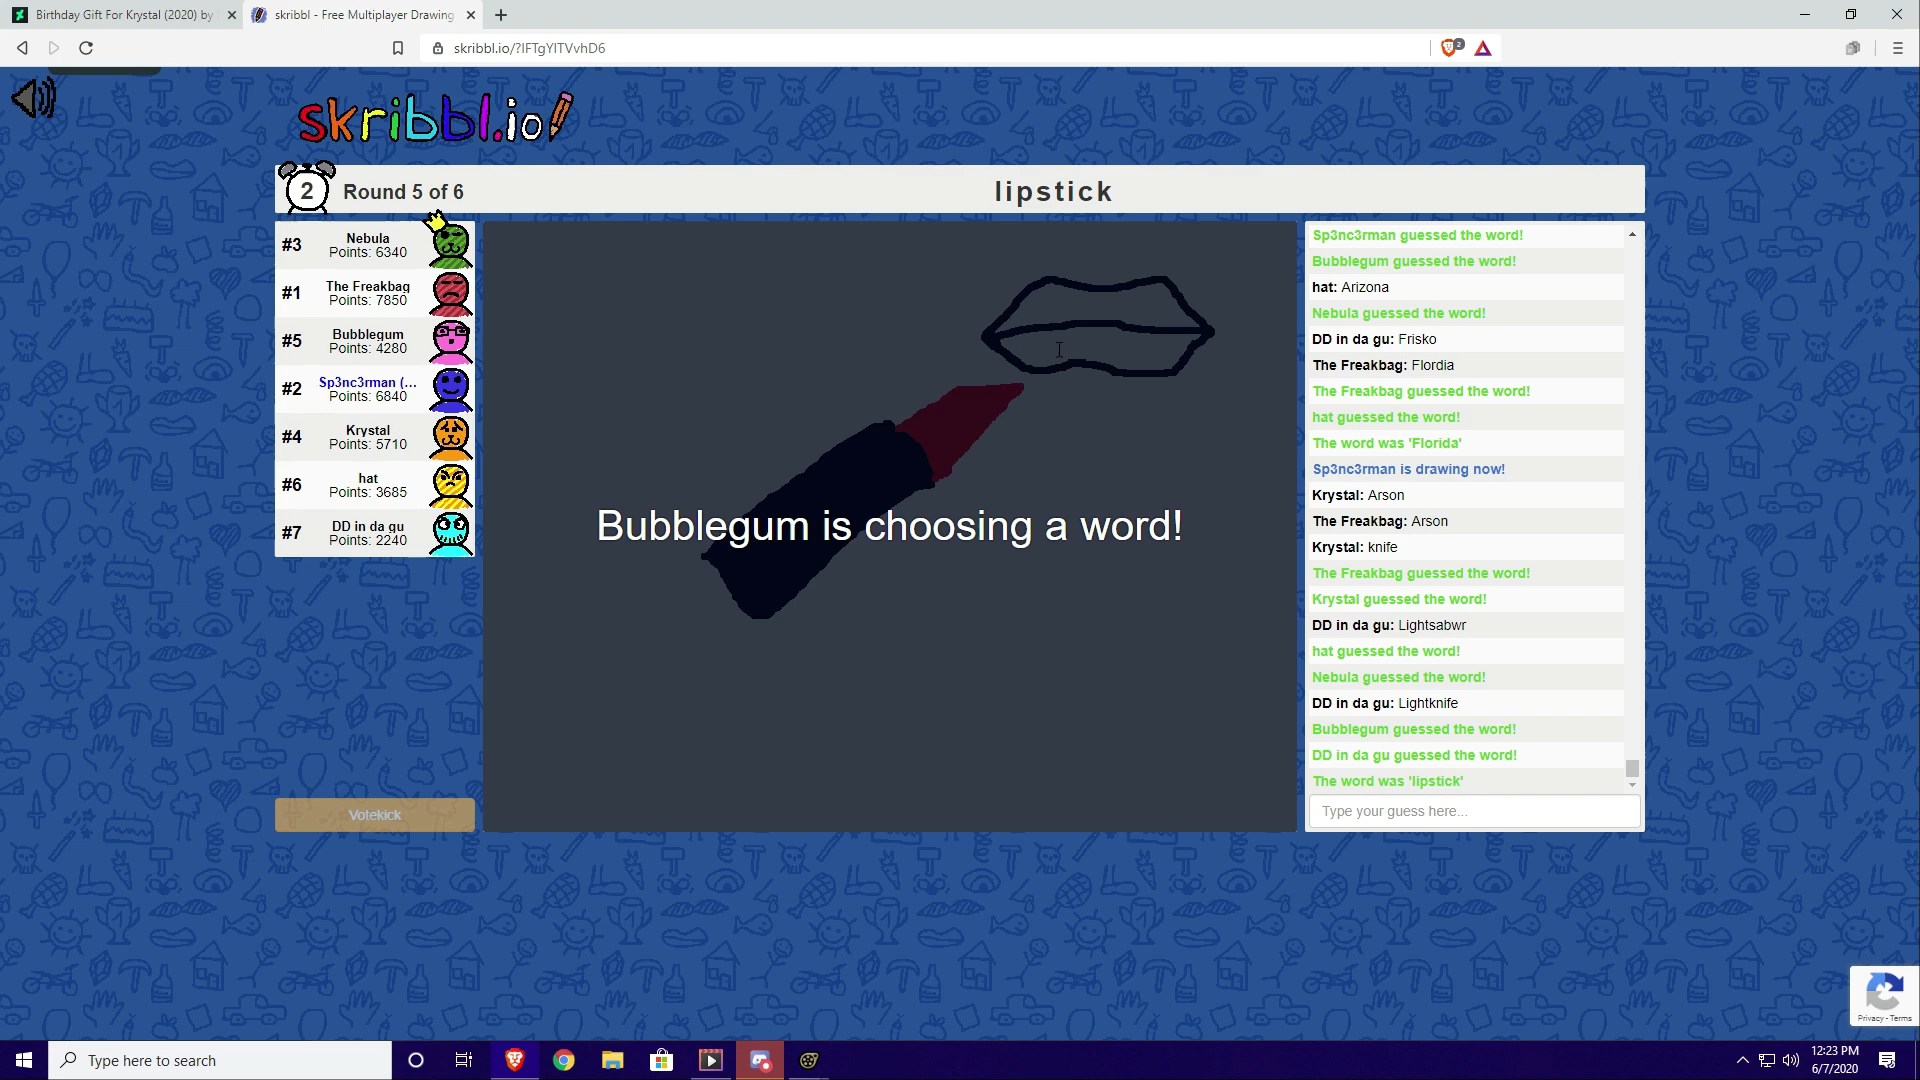 Birthday Gift For Krystal (2020) by
skribbl - Free Multiplayer Drawing
skribbl.io/?IFTgYlTVvhD6
2
skribbl.io
2
Round 5 of 6
lipstick
#3
Nebula
Points: 6340
#1
The Freakbag
Points: 7850
#5
Bubblegum
Points: 4280
#2
Sp3nc3rman (...
Points: 6840
#4
Krystal
Points: 5710
#6
hat
Points: 3685
#7
DD in da gu
Points: 2240
Votekick
Bubblegum is choosing a word!
Sp3nc3rman guessed the word!
Bubblegum guessed the word!
hat: Arizona
Nebula guessed the word!
DD in da gu: Frisko
The Freakbag: Flordia
The Freakbag guessed the word!
hat guessed the word!
The word was 'Florida'
Sp3nc3rman is drawing now!
Krystal: Arson
The Freakbag: Arson
Krystal: knife
The Freakbag guessed the word!
Krystal guessed the word!
DD in da gu: Lightsabwr
hat guessed the word!
Nebula guessed the word!
DD in da gu: Lightknife
Bubblegum guessed the word!
DD in da gu guessed the word!
The word was 'lipstick'
Type your guess here...
Privacy - Terms
Type here to search
12:23 PM
6/7/2020